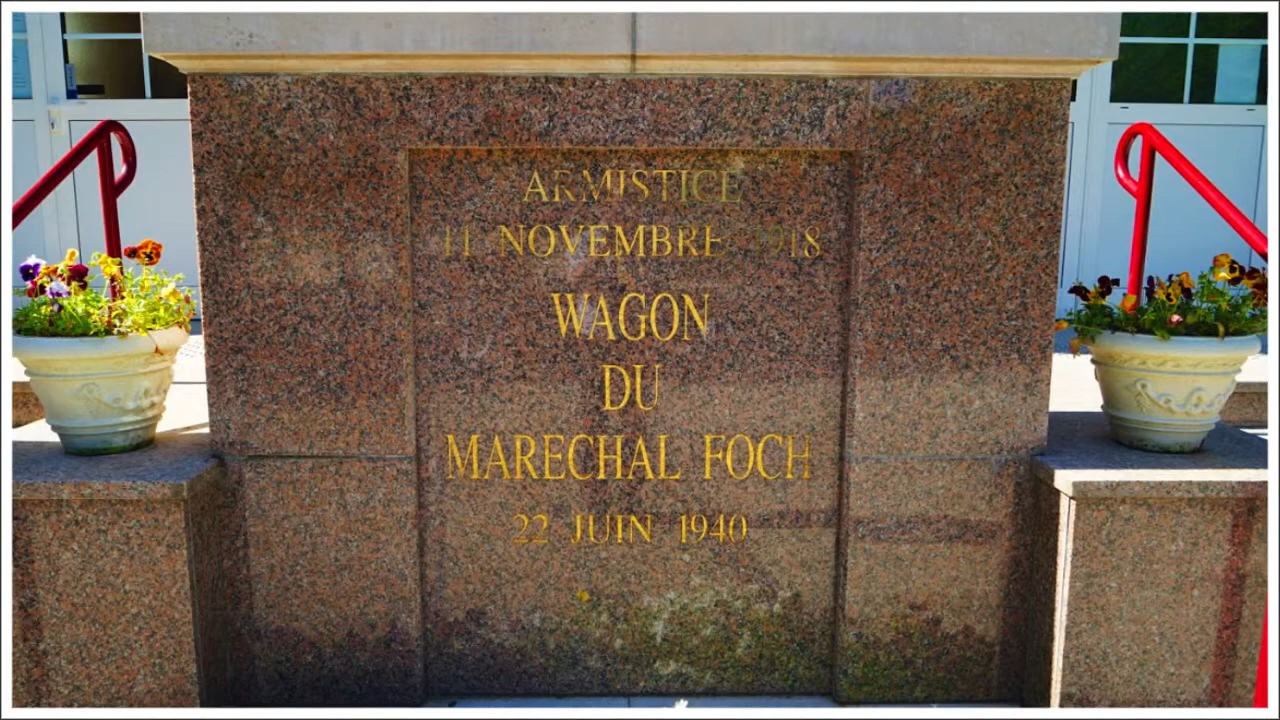 ARMISTICE
11 NOVEMBRE 1918
WAGON
DU
MARECHAL FOCH
22 JUIN 1940